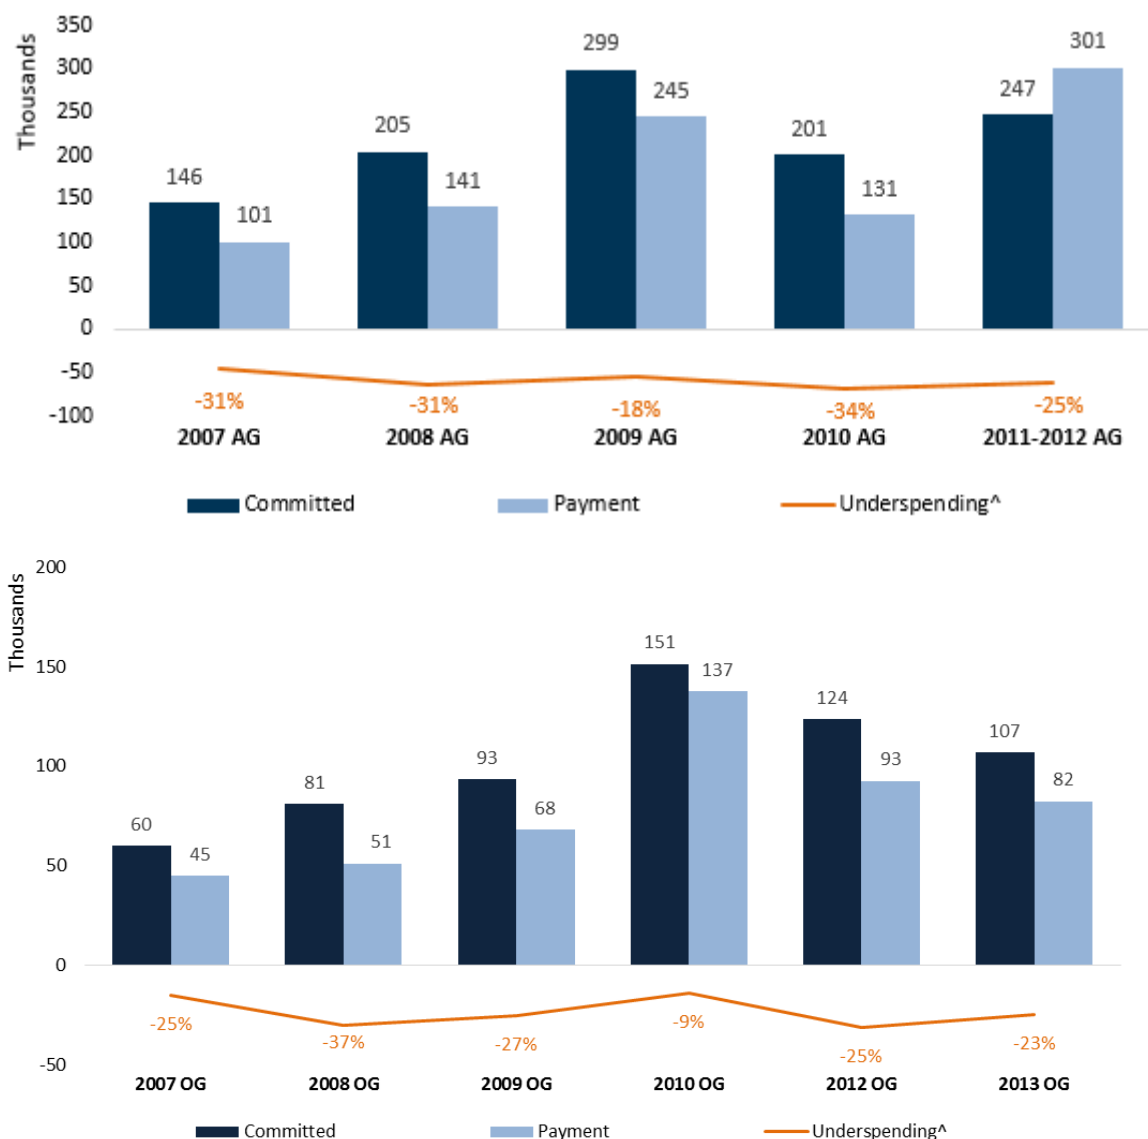 Thousands
350
300
250
200
150
100
50
0
-50
-100
146
101
205
141
299
245
201
131
247
301
-31%
-31%
-18%
-34%
-25%
2007 AG
2008 AG
2009 AG
2010 AG
2011-2012 AG
Committed
Payment
Underspending^
Thousands
200
150
100
50
0
-50
60
45
81
51
93
68
151
137
124
93
107
82
-25%
-37%
-27%
-9%
-25%
-23%
2007 OG
2008 OG
2009 OG
2010 OG
2012 OG
2013 OG
Committed
Payment
Underspending^